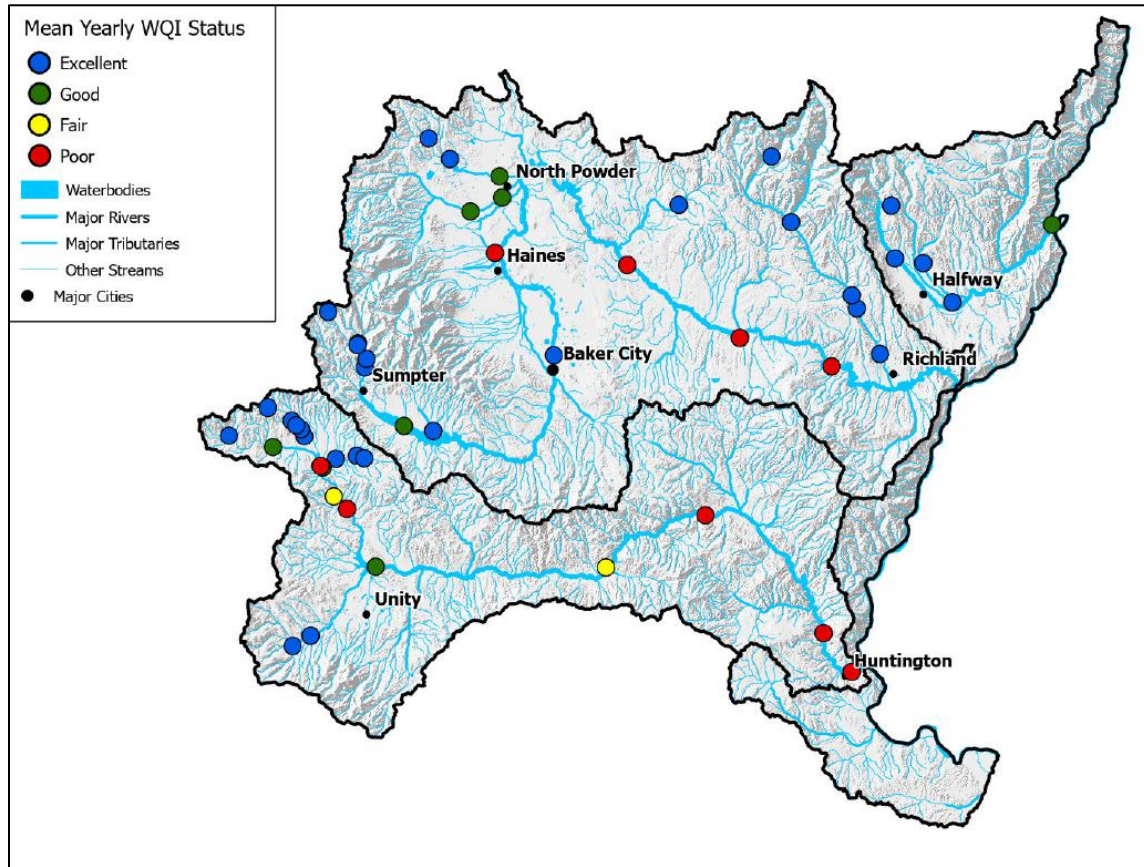 Mean Yearly WQI Status
Excellent
Good
Fair
Poor
Waterbodies
Major Rivers
Major Tributaries
Other Streams
Major Cities
North Powder
Haines
Halfway
Baker City
Richland
Sumpter
Unity
Huntington